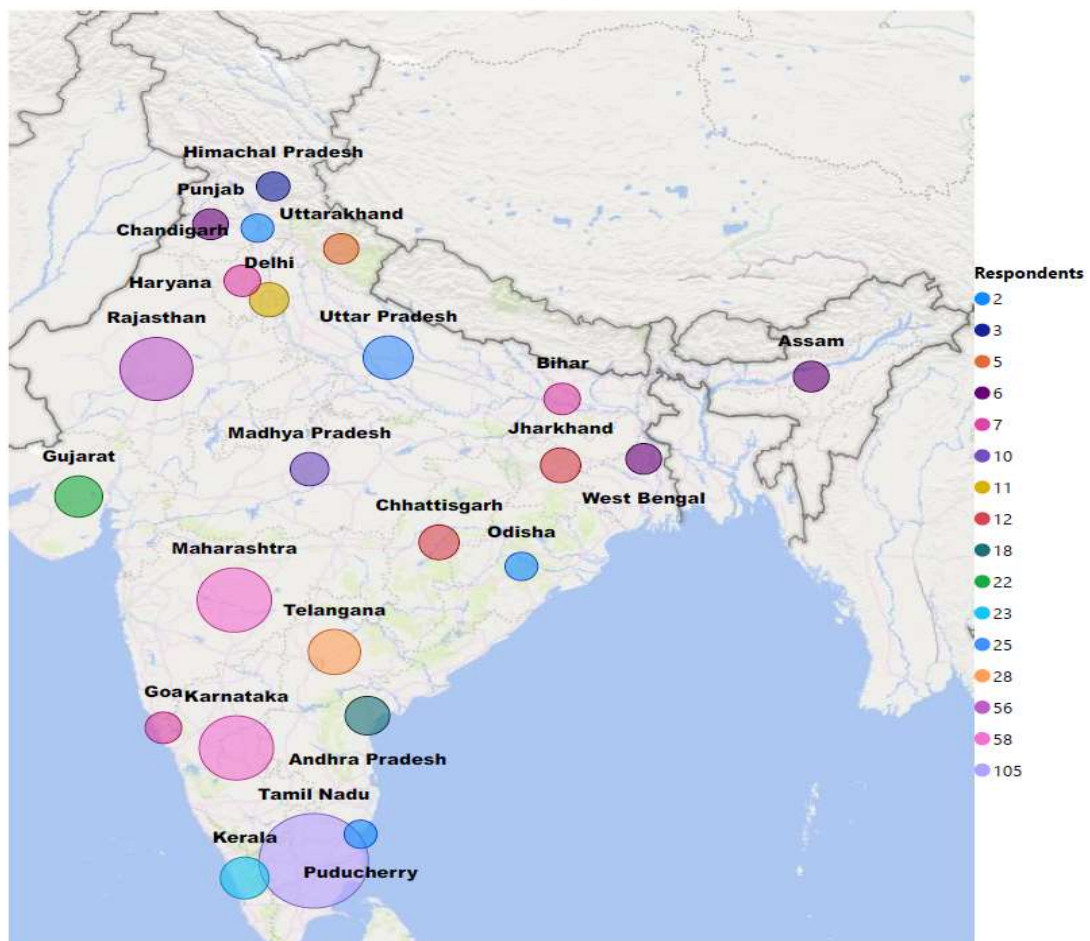 Himachal Pradesh
Punjab
Uttarakhand
Chandigarh
Delhi
Haryana
Rajasthan
Uttar Pradesh
Assam
Bihar
Madhya Pradesh
Jharkhand
Gujarat
Chhattisgarh
West Bengal
Odisha
Maharashtra
Telangana
Goa
Karnataka
Andhra Pradesh
Tamil Nadu
Kerala
Puducherry
Respondents
2
3
5
6
7
10
11
12
18
22
23
25
28
56
58
105